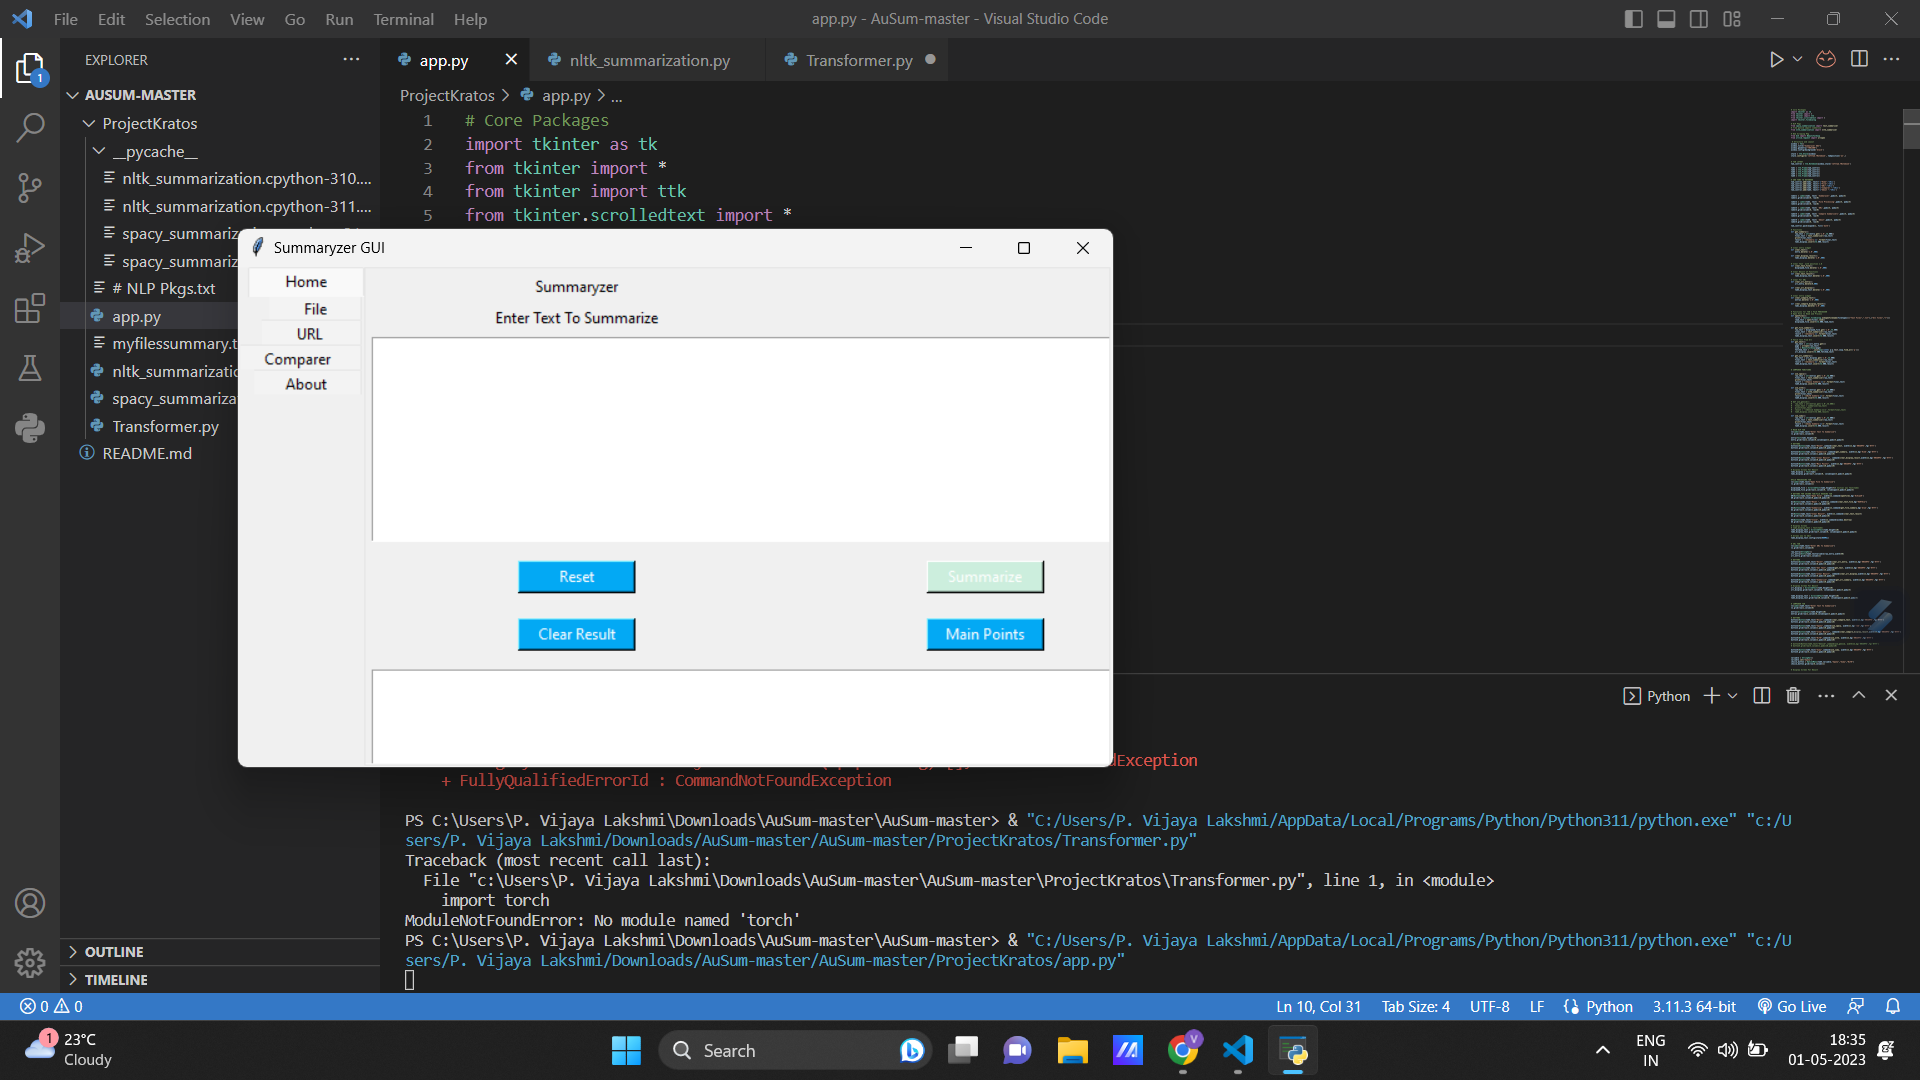 File Edit Selection View Go Run Terminal Help
app.py - AuSum-master - Visual Studio Code
EXPLORER
1
AUSUM-MASTER
ProjectKratos
__pycache__
nltk_summarization.cpython-310....
nltk_summarization.cpython-311....
spacy_summariz
spacy_summariz
# NLP Pkgs.txt
app.py
myfilessummary.t
nltk_summarizatio
spacy_summariza
Transformer.py
README.md
OUTLINE
TIMELINE
app.py
nltk_summarization.py
Transformer.py
ProjectKratos > app.py > ...
1 # Core Packages
2 import tkinter as tk
3 from tkinter import *
4 from tkinter import ttk
5 from tkinter.scrolledtext import *
Summaryzer GUI
Home
File
URL
Comparer
About
Summaryzer
Enter Text To Summarize
Reset
Summarize
Clear Result
Main Points
Python
dException
+ FullyQualifiedErrorId : CommandNotFoundException
PS C:\Users\P. Vijaya Lakshmi\Downloads\AuSum-master\AuSum-master> & "C:/Users/P. Vijaya Lakshmi/AppData/Local/Programs/Python/Python311/python.exe" "c:/U
sers/P. Vijaya Lakshmi/Downloads/AuSum-master/AuSum-master/ProjectKratos/Transformer.py"
Traceback (most recent call last):
File "c:\Users\P. Vijaya Lakshmi\Downloads\AuSum-master\AuSum-master\ProjectKratos\Transformer.py", line 1, in <module>
import torch
ModuleNotFoundError: No module named 'torch'
PS C:\Users\P. Vijaya Lakshmi\Downloads\AuSum-master\AuSum-master> & "C:/Users/P. Vijaya Lakshmi/AppData/Local/Programs/Python/Python311/python.exe" "c:/U
sers/P. Vijaya Lakshmi/Downloads/AuSum-master/AuSum-master/ProjectKratos/app.py"
0 0
Ln 10, Col 31 Tab Size: 4 UTF-8 LF Python 3.11.3 64-bit Go Live
1
23°C
Cloudy
Search
V
ENG
IN
18:35
01-05-2023